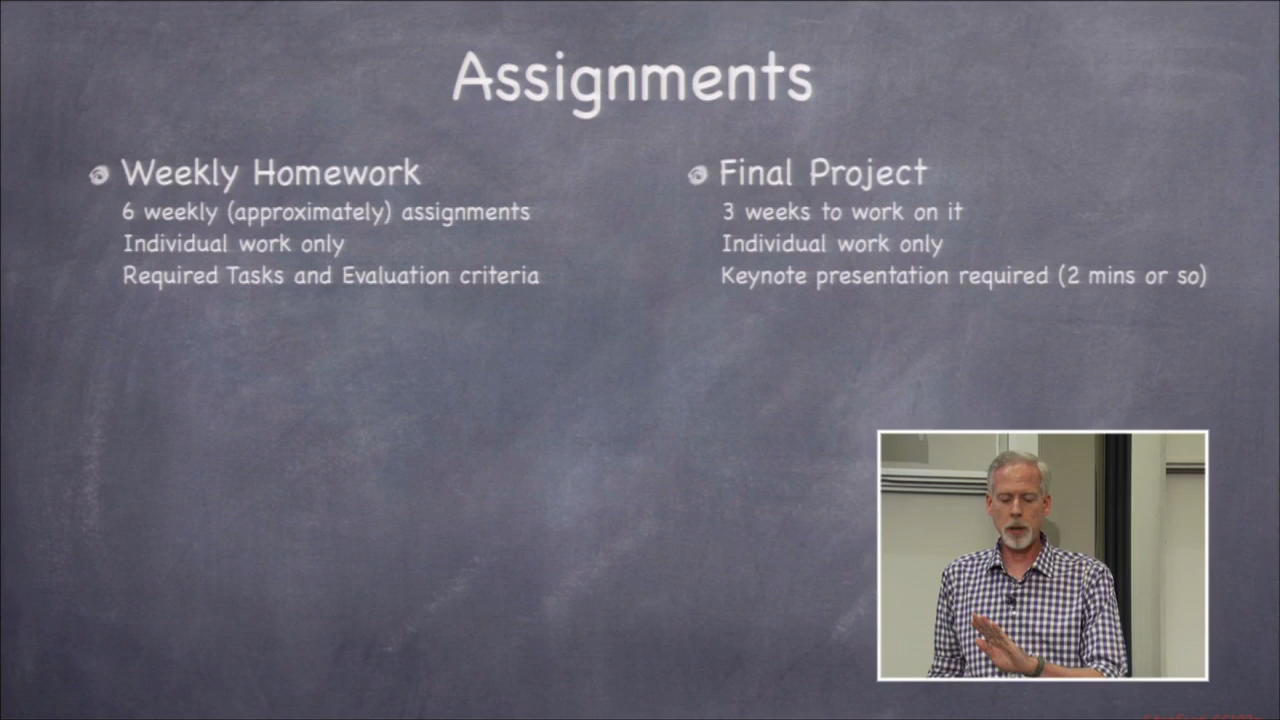 Assignments
Weekly Homework
6 weekly (approximately) assignments
Individual work only
Required Tasks and Evaluation criteria
Final Project
3 weeks to work on it
Individual work only
Keynote presentation required (2 mins or so)